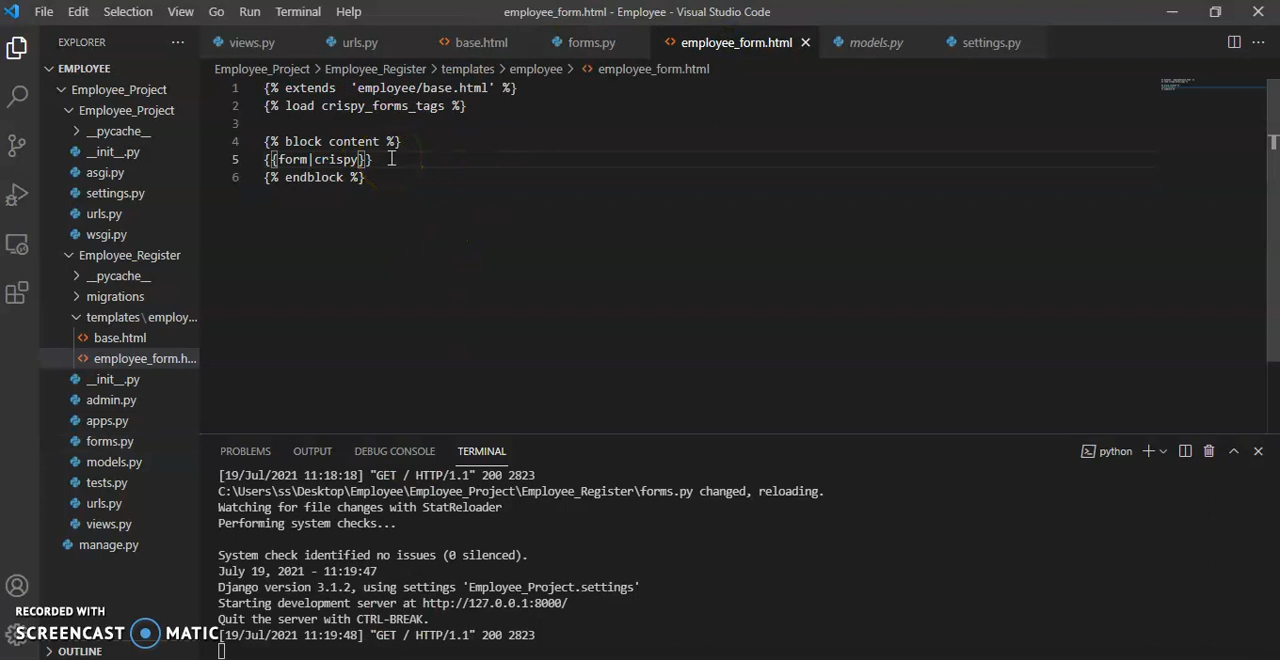 File Edit Selection View Go Run Terminal Help employee_form.html - Employee - Visual Studio Code
EXPLORER
views.py urls.py base.html forms.py employee_form.html models.py settings.py
EMPLOYEE
Employee_Project > Employee_Register > templates > employee > employee_form.html
Employee_Project
Employee_Project
__pycache__
__init__.py
asgi.py
settings.py
urls.py
wsgi.py
Employee_Register
__pycache__
migrations
templates\employ...
base.html
employee_form.h...
__init__.py
admin.py
apps.py
forms.py
models.py
tests.py
urls.py
views.py
manage.py
OUTLINE
1 {% extends  'employee/base.html' %}
2 {% load crispy_forms_tags %}
3
4 {% block content %}
5 {{form|crispy}}
6 {% endblock %}
PROBLEMS OUTPUT DEBUG CONSOLE TERMINAL python
[19/Jul/2021 11:18:18] "GET / HTTP/1.1" 200 2823
C:\Users\ss\Desktop\Employee\Employee_Project\Employee_Register\forms.py changed, reloading.
Watching for file changes with StatReloader
Performing system checks...
System check identified no issues (0 silenced).
July 19, 2021 - 11:19:47
Django version 3.1.2, using settings 'Employee_Project.settings'
Starting development server at http://127.0.0.1:8000/
Quit the server with CTRL-BREAK.
[19/Jul/2021 11:19:48] "GET / HTTP/1.1" 200 2823
RECORDED WITH
SCREENCAST MATIC